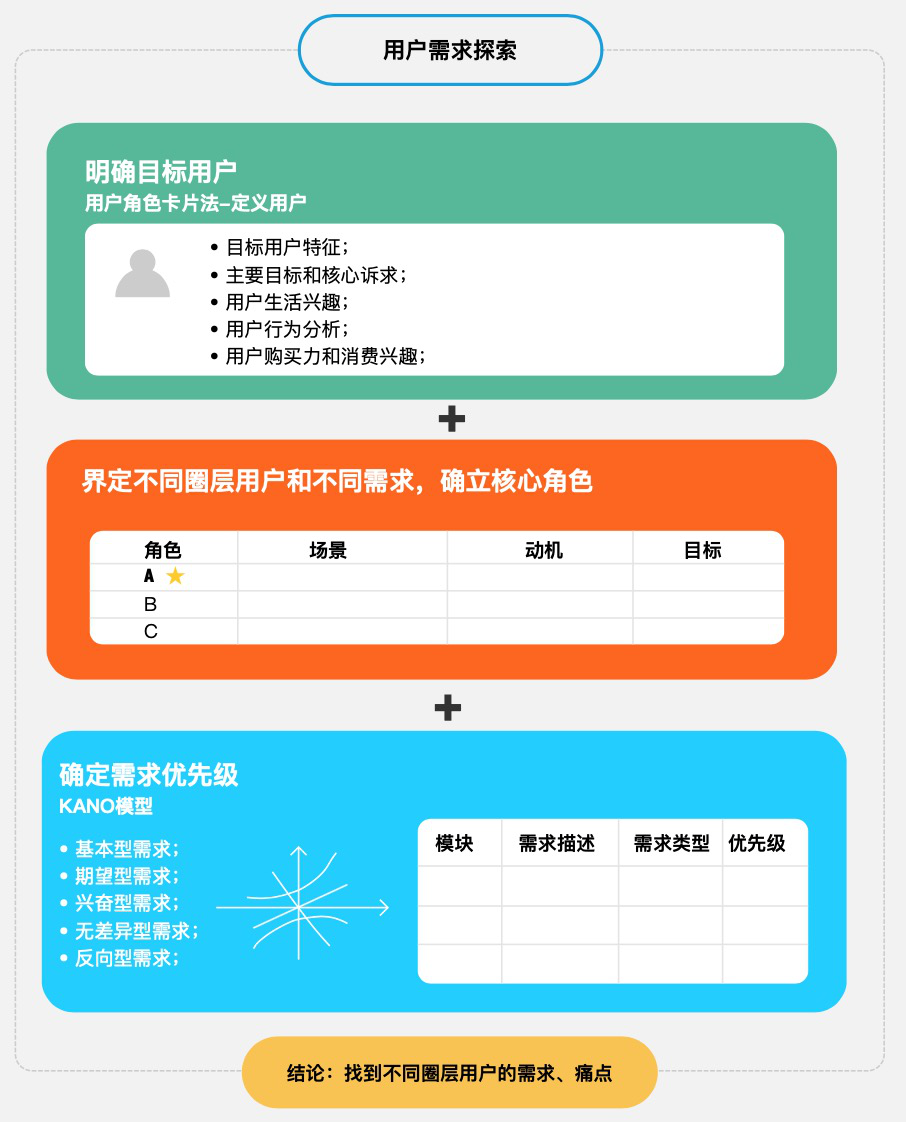 用户需求探索
明确目标用户
用户角色卡片法-定义用户
• 目标用户特征；
• 主要目标和核心诉求；
• 用户生活兴趣；
• 用户行为分析；
• 用户购买力和消费兴趣；
界定不同圈层用户和不同需求，确立核心角色
角色 场景 动机 目标
A
B
C
确定需求优先级
KANO模型
• 基本型需求；
• 期望型需求；
• 兴奋型需求；
• 无差异型需求；
• 反向型需求；
模块 需求描述 需求类型 优先级
结论：找到不同圈层用户的需求、痛点